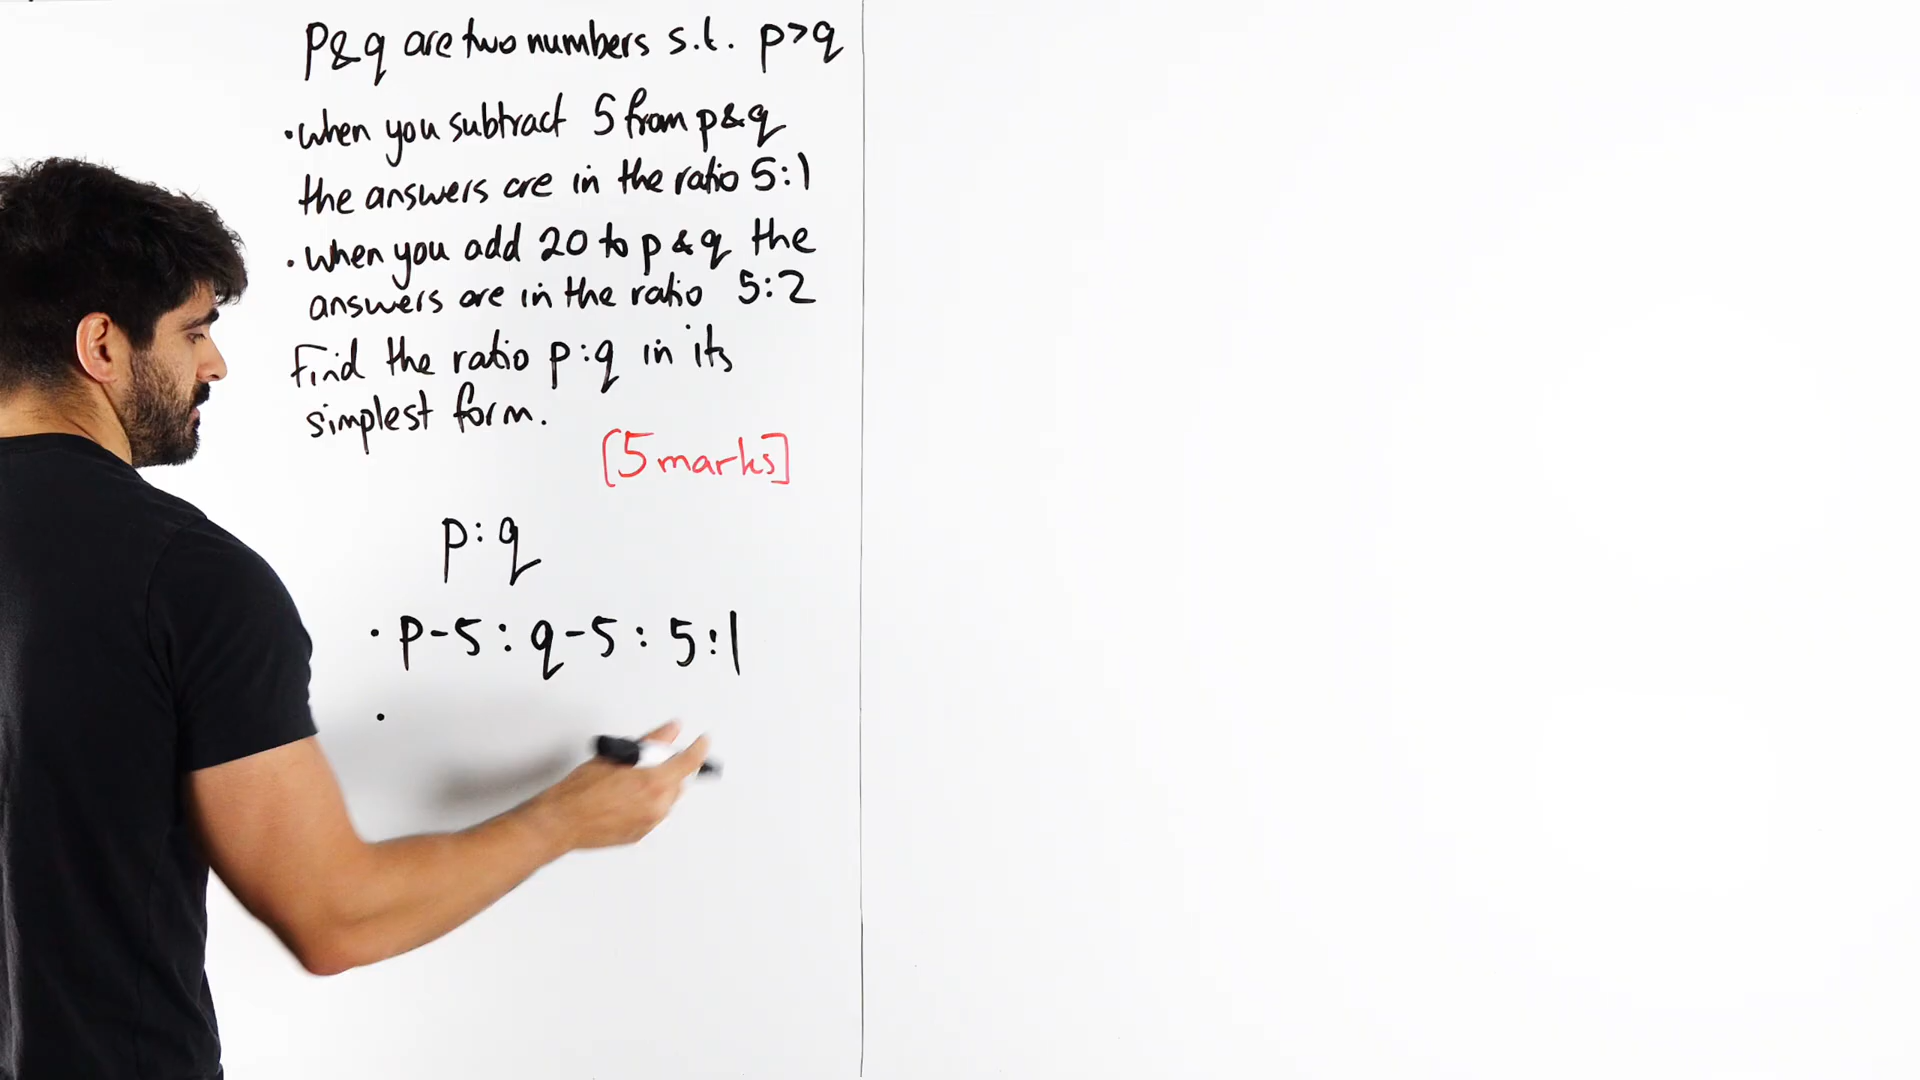 p&q are two numbers s.t. p>q
• When you subtract 5 from p&q
the answers are in the ratio 5:1
• When you add 20 to p&q the
answers are in the ratio 5:2
Find the ratio p:q in its
simplest form.
[5 marks]
p:q
• p-5 : q-5 : 5:1
•